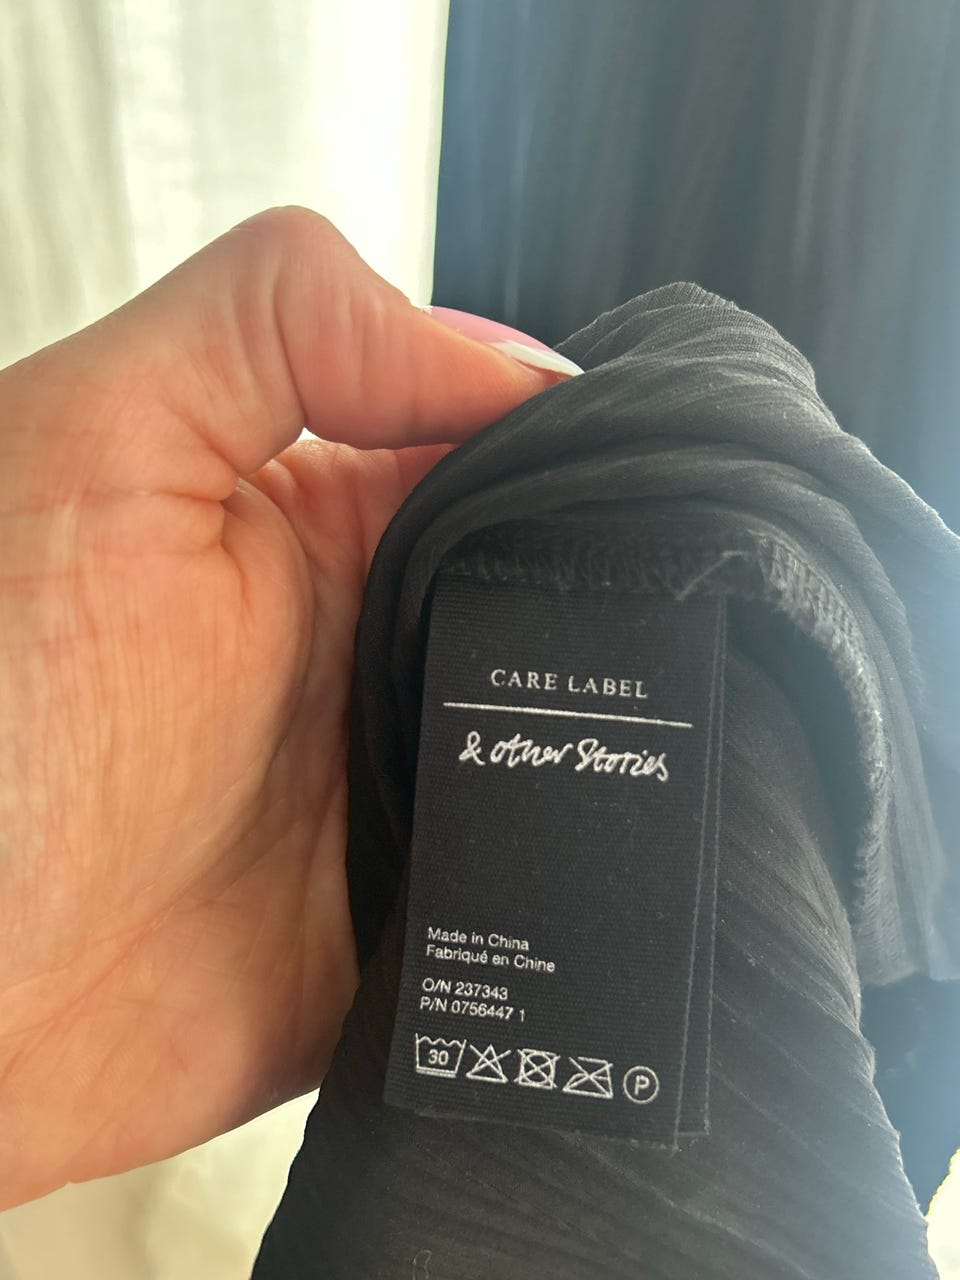 CARE LABEL
& other Stories
Made in China
Fabriqué en Chine
O/N 237343
P/N 0756447 1
30
P